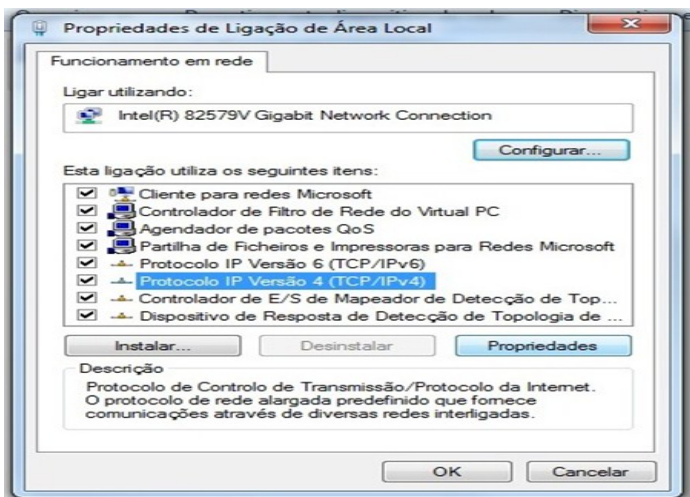 Propriedades de Ligação de Área Local
Funcionamento em rede
Ligar utilizando:
Intel(R) 82579V Gigabit Network Connection
Configurar...
Esta ligação utiliza os seguintes itens:
Cliente para redes Microsoft
Controlador de Filtro de Rede do Virtual PC
Agendador de pacotes QoS
Partilha de Ficheiros e Impressoras para Redes Microsoft
Protocolo IP Versão 6 (TCP/IPv6)
Protocolo IP Versão 4 (TCP/IPv4)
Controlador de E/S de Mapeador de Detecção de Top...
Dispositivo de Resposta de Detecção de Topologia de ...
Instalar...
Desinstalar
Propriedades
Descrição
Protocolo de Controlo de Transmissão/Protocolo da Internet.
O protocolo de rede alargada predefinido que fornece
comunicações através de diversas redes interligadas.
OK
Cancelar